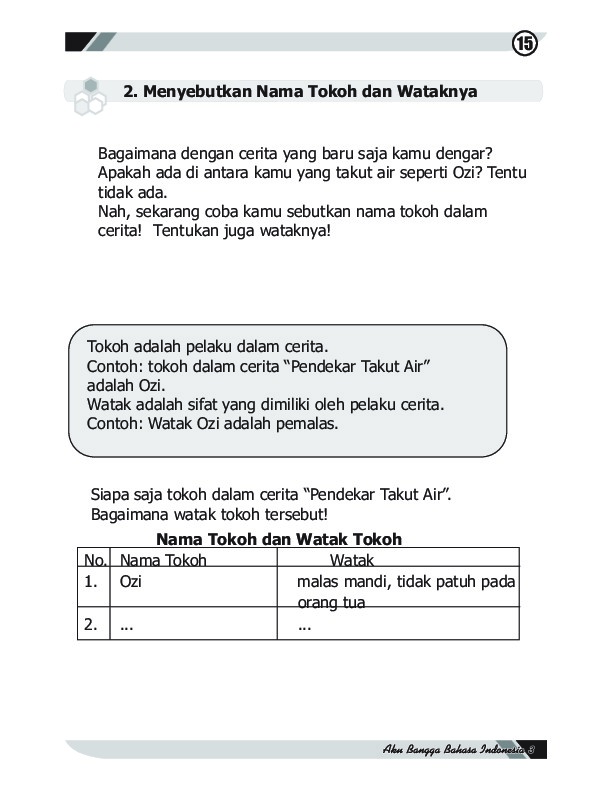 15
2. Menyebutkan Nama Tokoh dan Wataknya
Bagaimana dengan cerita yang baru saja kamu dengar?
Apakah ada di antara kamu yang takut air seperti Ozi? Tentu
tidak ada.
Nah, sekarang coba kamu sebutkan nama tokoh dalam
cerita! Tentukan juga wataknya!
Tokoh adalah pelaku dalam cerita.
Contoh: tokoh dalam cerita “Pendekar Takut Air”
adalah Ozi.
Watak adalah sifat yang dimiliki oleh pelaku cerita.
Contoh: Watak Ozi adalah pemalas.
Siapa saja tokoh dalam cerita “Pendekar Takut Air”.
Bagaimana watak tokoh tersebut!
Nama Tokoh dan Watak Tokoh
No. Nama Tokoh Watak
1. Ozi malas mandi, tidak patuh pada
orang tua
2. ... ...
Aku Bangga Bahasa Indonesia 3